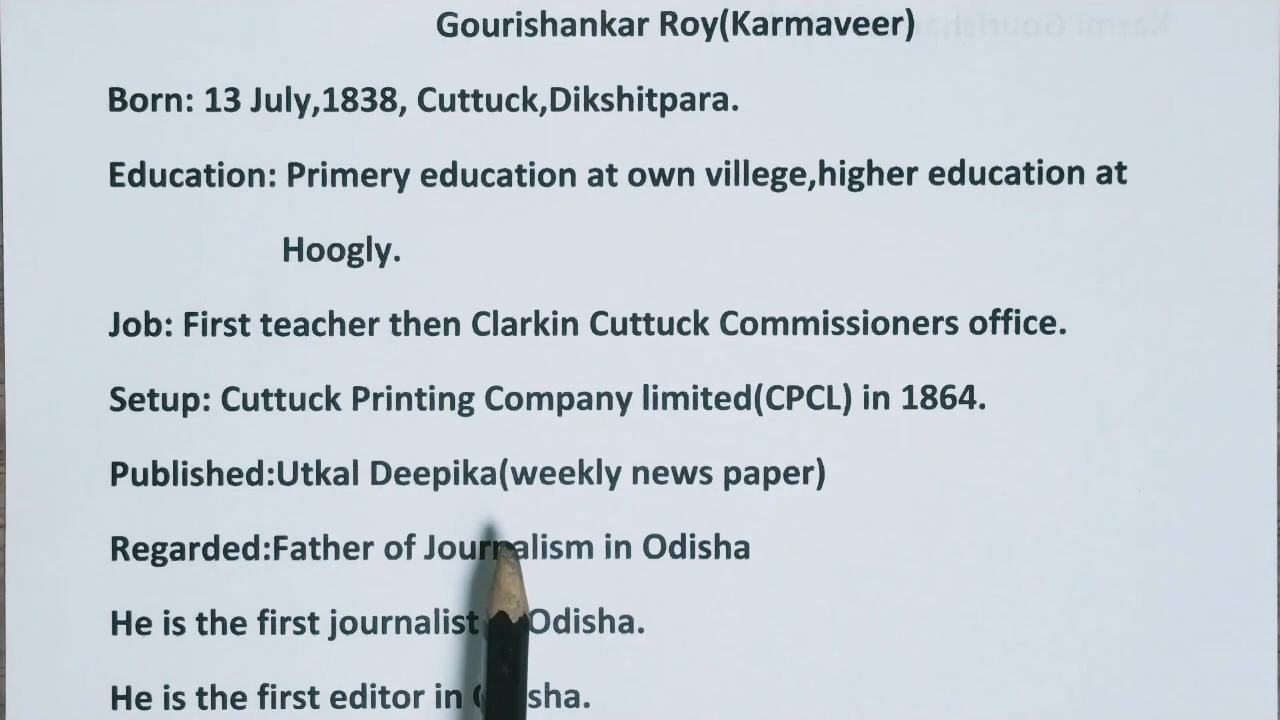 Gourishankar Roy(Karmaveer)
Born: 13 July,1838, Cuttuck,Dikshitpara.
Education: Primery education at own villege,higher education at
Hoogly.
Job: First teacher then Clarkin Cuttuck Commissioners office.
Setup: Cuttuck Printing Company limited(CPCL) in 1864.
Published:Utkal Deepika(weekly news paper)
Regarded:Father of Journalism in Odisha
He is the first journalist Odisha.
He is the first editor in